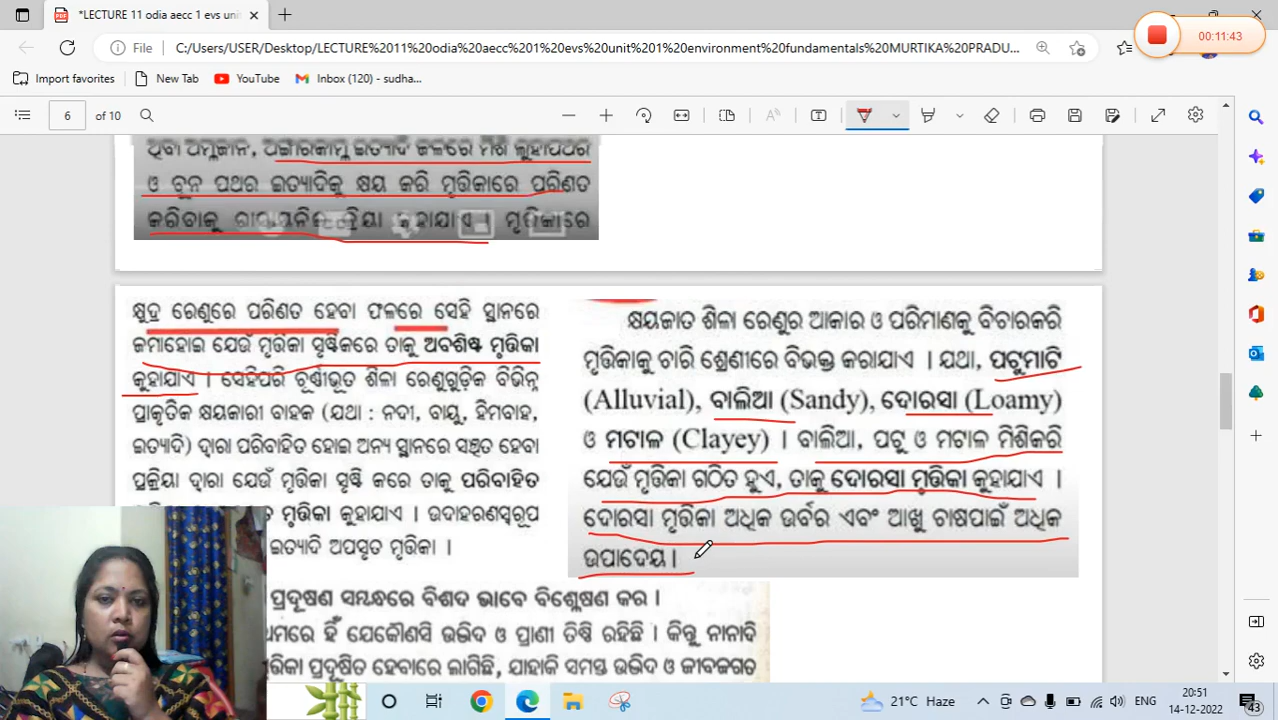 *LECTURE 11 odia aecc 1 evs uni
00:11:43
File
C:/Users/USER/Desktop/LECTURE%2011%20odia%20aecc%201%20evs%20unit%201%20environment%20fundamentals%20MURTIKA%20PRADU...
Import favorites
New Tab
YouTube
Inbox (120) - sudha...
6 of 10
ଥିବା ଅମ୍ଳଜାନ, ଅଙ୍ଗାରକାମ୍ଳ ଇତ୍ୟାଦି ଜଳରେ ମିଶି ଲୁହାପଥର
ଓ ଚୂନ ପଥର ଇତ୍ୟାଦିକୁ କ୍ଷୟ କରି ମୃତ୍ତିକାରେ ପରିଣତ
କରିବାକୁ ରାସାୟନିକ କ୍ରିୟା କହାଯାଏ । ମୃତ୍ତିକାରେ
କ୍ଷୁଦ୍ର ରେଣୁରେ ପରିଣତ ହେବା ଫଳରେ ସେହି ସ୍ଥାନରେ
ଜମାହୋଇ ଯେଉଁ ମୃତ୍ତିକା ସୃଷ୍ଟିକରେ ତାକୁ ଅବଶିଷ୍ଟ ମୃତ୍ତିକା
କୁହାଯାଏ । ସେହିପରି ଚୂର୍ଣ୍ଣୀଭୂତ ଶିଳା ରେଣୁଗୁଡ଼ିକ ବିଭିନ୍ନ
ପ୍ରାକୃତିକ କ୍ଷୟକାରୀ ବାହକ (ଯଥା : ନଦୀ, ବାୟୁ, ହିମବାହ,
ଇତ୍ୟାଦି) ଦ୍ୱାରା ପରିବାହିତ ହୋଇ ଅନ୍ୟ ସ୍ଥାନରେ ସଞ୍ଚିତ ହେବା
ପ୍ରକ୍ରିୟା ଦ୍ୱାରା ଯେଉଁ ମୃତ୍ତିକା ସୃଷ୍ଟି କରେ ତାକୁ ପରିବାହିତ
ମୃତ୍ତିକା କୁହାଯାଏ । ଉଦାହରଣସ୍ୱରୂପ
ଇତ୍ୟାଦି ଅପସୃତ ମୃତ୍ତିକା ।
କ୍ଷୟଜାତ ଶିଳା ରେଣୁର ଆକାର ଓ ପରିମାଣକୁ ବିଚାରକରି
ମୃତ୍ତିକାକୁ ଚାରି ଶ୍ରେଣୀରେ ବିଭକ୍ତ କରାଯାଏ । ଯଥା, ପଟୁମାଟି
(Alluvial), ବାଲିଆ (Sandy), ଦୋରସା (Loamy)
ଓ ମଟାଳ (Clayey) । ବାଲିଆ, ପଟୁ ଓ ମଟାଳ ମିଶିକରି
ଯେଉଁ ମୃତ୍ତିକା ଗଠିତ ହୁଏ, ତାକୁ ଦୋରସା ମୃତ୍ତିକା କୁହାଯାଏ ।
ଦୋରସା ମୃତ୍ତିକା ଅଧିକ ଉର୍ବର ଏବଂ ଆଖୁ ଚାଷପାଇଁ ଅଧିକ
ଉପାଦେୟ ।
ପ୍ରଦୂଷଣ ସମ୍ବନ୍ଧରେ ବିଶଦ ଭାବେ ବିଶ୍ଳେଷଣ କର ।
ହିଁ ଯେକୌଣସି ଉଦ୍ଭିଦ ଓ ପ୍ରାଣୀ ତିଷ୍ଠି ରହିଛି । କିନ୍ତୁ ନାନାଦି
ପ୍ରଦୂଷିତ ହେବାରେ ଲାଗିଛି, ଯାହାକି ସମସ୍ତ ଉଦ୍ଭିଦ ଓ ଜୀବଜଗତ
21°C Haze
ENG
20:51
14-12-2022
43